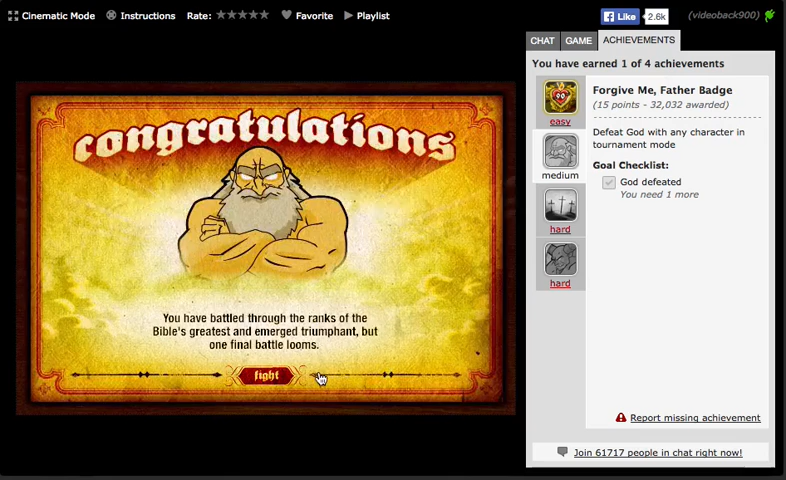 Cinematic Mode Instructions Rate: Favorite Playlist
Like 2.6k (videoback900)
CHAT GAME ACHIEVEMENTS
You have earned 1 of 4 achievements
easy
medium
hard
hard
Forgive Me, Father Badge
(15 points - 32,032 awarded)
Defeat God with any character in
tournament mode
Goal Checklist:
God defeated
You need 1 more
Report missing achievement
Join 61717 people in chat right now!
congratulations
You have battled through the ranks of the
Bible's greatest and emerged triumphant, but
one final battle looms.
fight